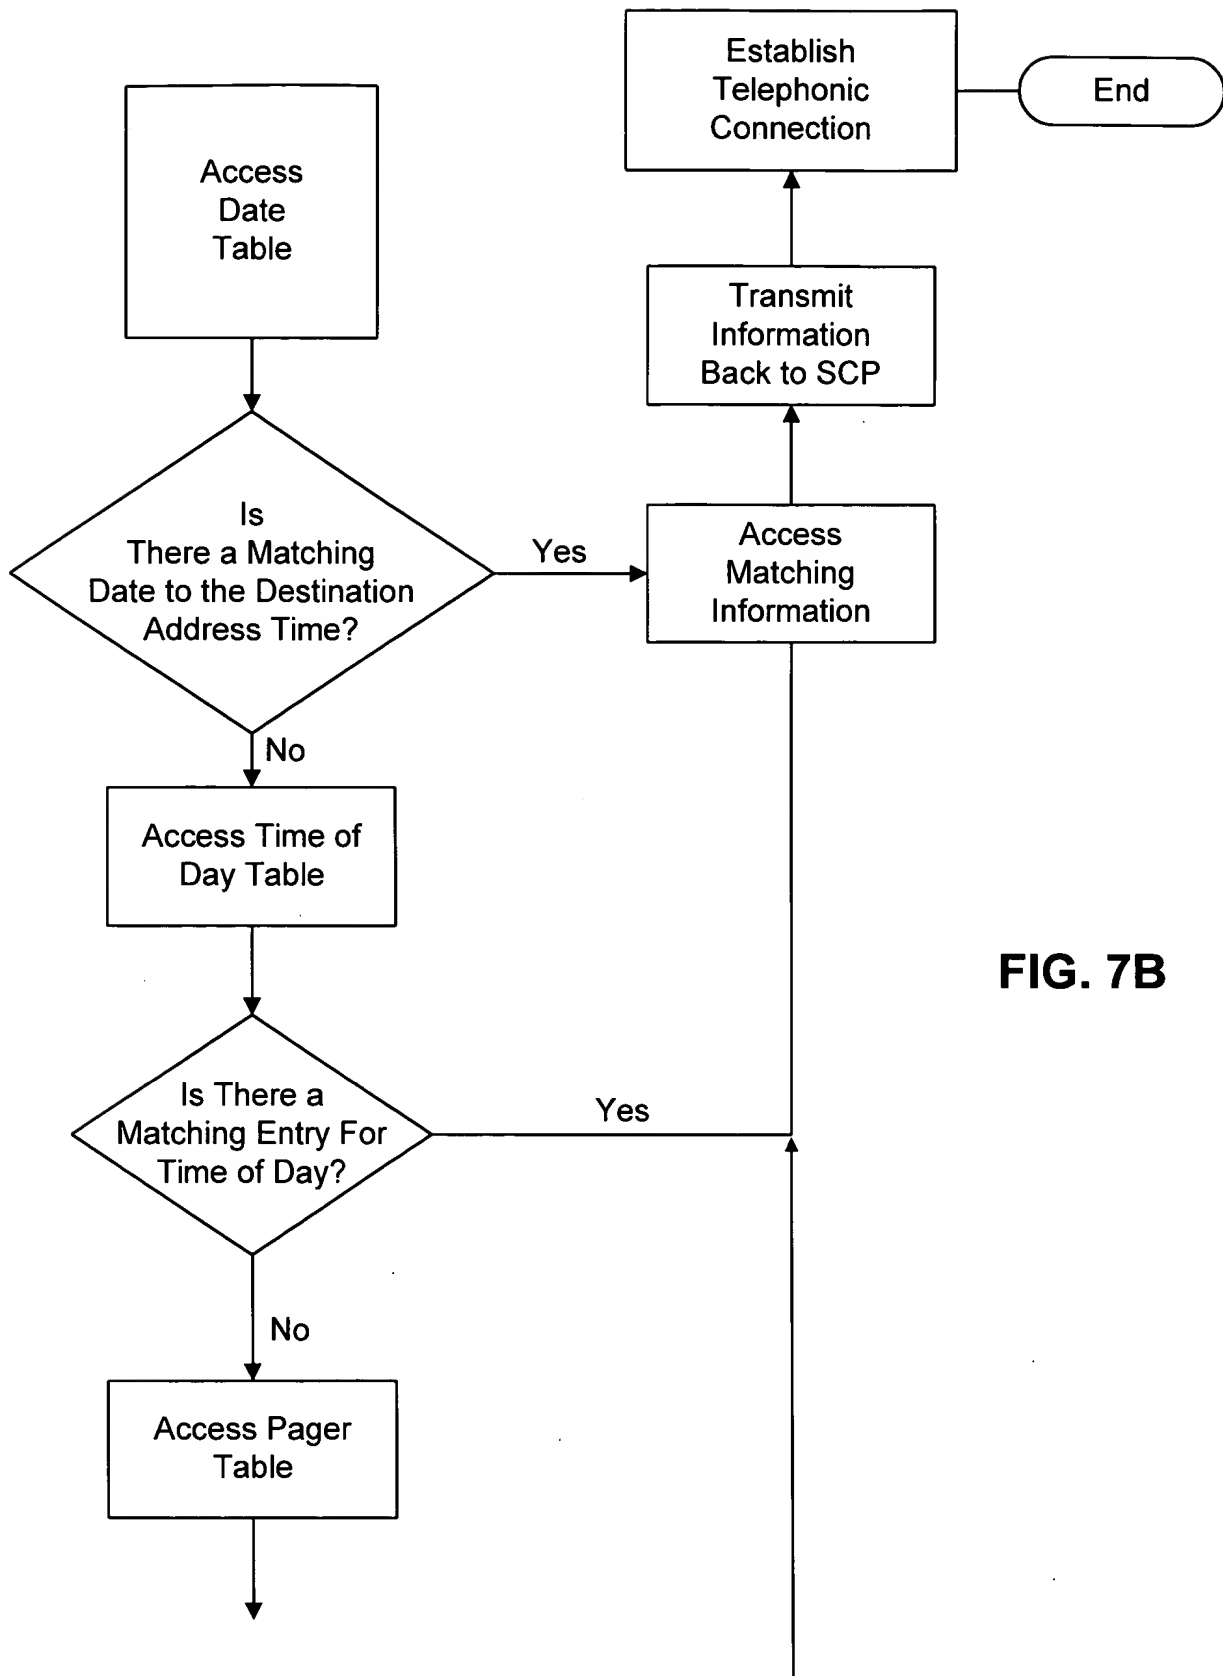 Establish
Telephonic
Connection
End
Access
Date
Table
Transmit
Information
Back to SCP
Is
There a Matching
Date to the Destination
Address Time?
Yes
Access
Matching
Information
No
Access Time of
Day Table
FIG. 7B
Is There a
Matching Entry For
Time of Day?
Yes
No
Access Pager
Table